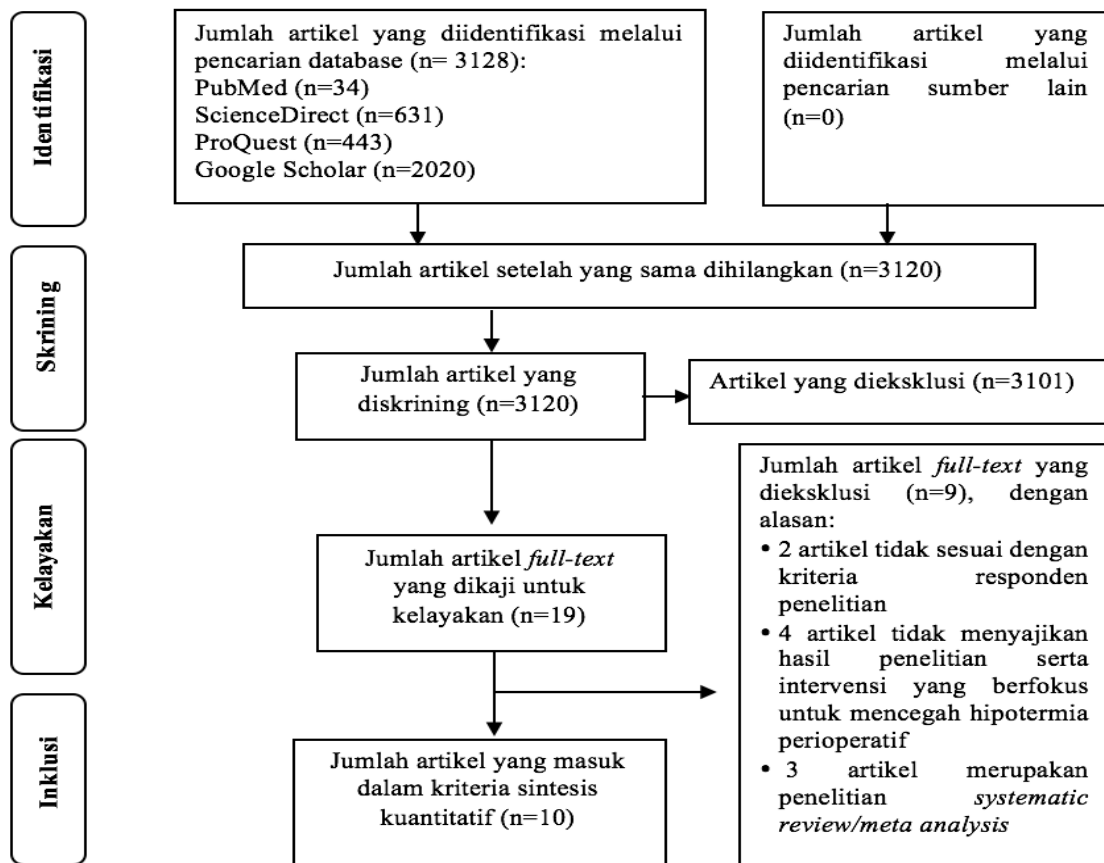 Identifikasi
Jumlah artikel yang diidentifikasi melalui
pencarian database (n= 3128):
PubMed (n=34)
ScienceDirect (n=631)
ProQuest (n=443)
Google Scholar (n=2020)
Jumlah artikel yang
diidentifikasi melalui
pencarian sumber lain
(n=0)
Skrining
Jumlah artikel setelah yang sama dihilangkan (n=3120)
Jumlah artikel yang
diskrining (n=3120)
Artikel yang dieksklusi (n=3101)
Kelayakan
Jumlah artikel full-text
yang dikaji untuk
kelayakan (n=19)
Jumlah artikel full-text yang
dieksklusi (n=9), dengan
alasan:
• 2 artikel tidak sesuai dengan
kriteria responden
penelitian
• 4 artikel tidak menyajikan
hasil penelitian serta
intervensi yang berfokus
untuk mencegah hipotermia
perioperatif
• 3 artikel merupakan
penelitian systematic
review/meta analysis
Inklusi
Jumlah artikel yang masuk
dalam kriteria sintesis
kuantitatif (n=10)